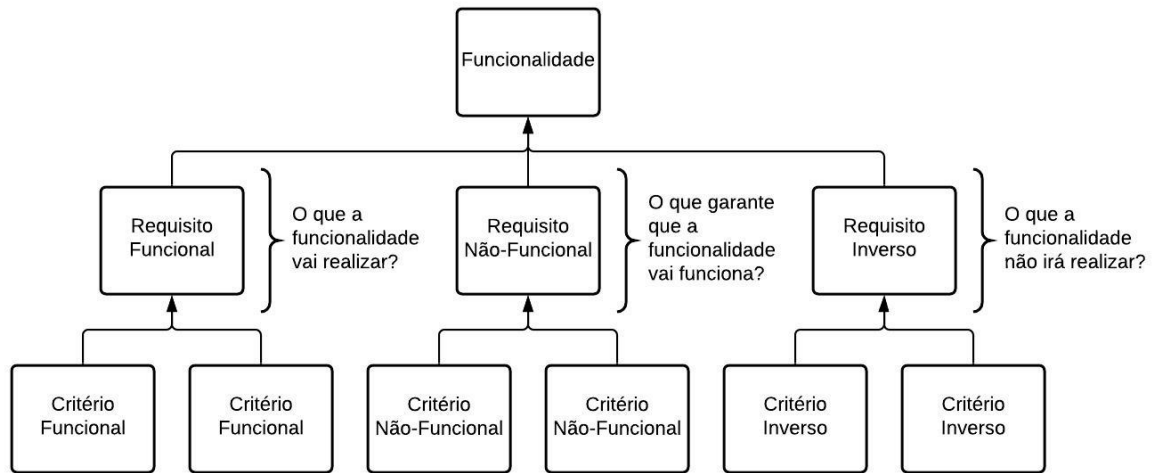 Funcionalidade
Requisito
Funcional
O que a
funcionalidade
vai realizar?
Requisito
Não-Funcional
O que garante
que a
funcionalidade
vai funciona?
Requisito
Inverso
O que a
funcionalidade
não irá realizar?
Critério
Funcional
Critério
Funcional
Critério
Não-Funcional
Critério
Não-Funcional
Critério
Inverso
Critério
Inverso